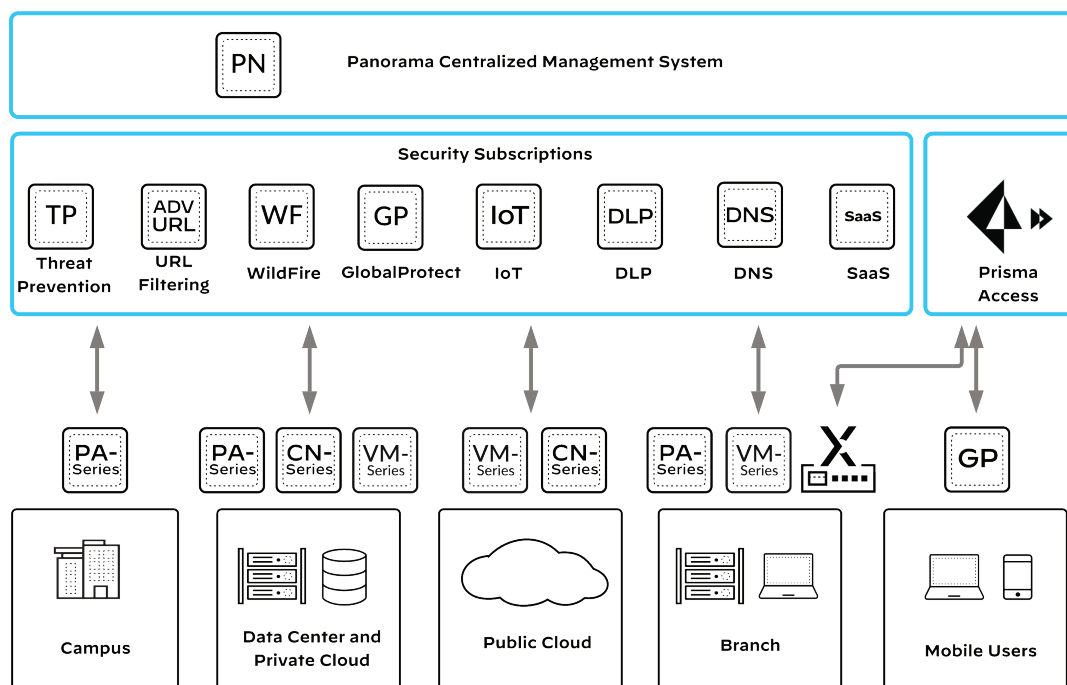 PN
Panorama Centralized Management System
Security Subscriptions
TP
ADV
URL
WF
GP
IoT
DLP
DNS
SaaS
Threat
Prevention
URL
Filtering
WildFire
GlobalProtect
IoT
DLP
DNS
SaaS
Prisma
Access
PA-
Series
PA-
Series
CN-
Series
VM-
Series
VM-
Series
CN-
Series
PA-
Series
VM-
Series
GP
Campus
Data Center and
Private Cloud
Public Cloud
Branch
Mobile Users